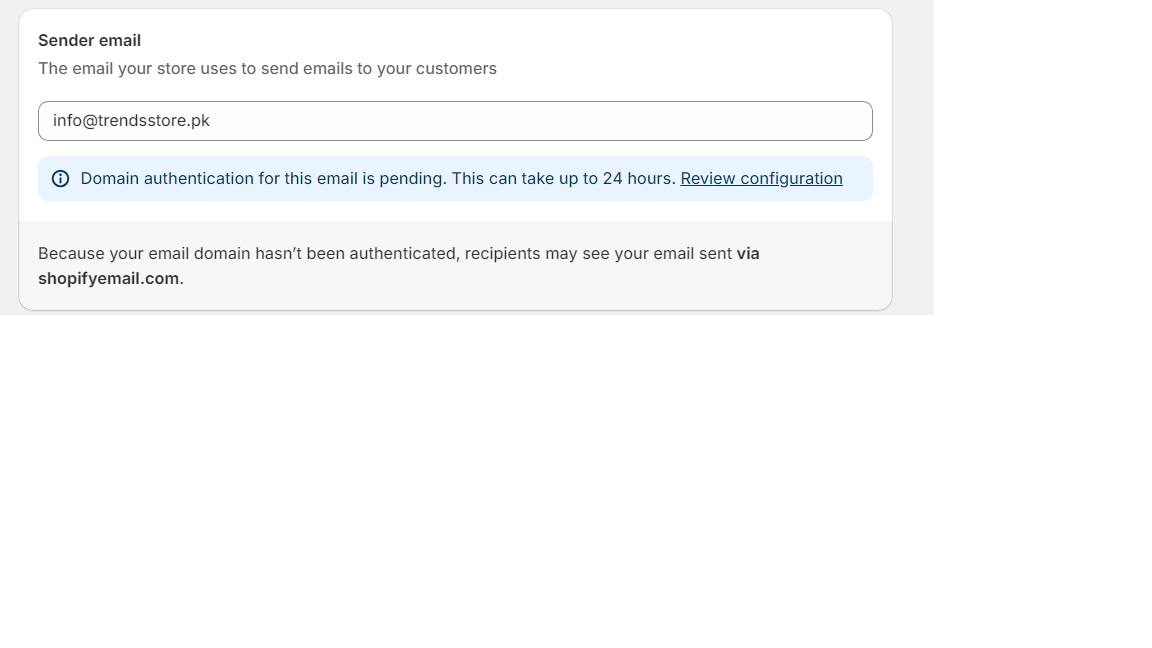 Sender email
The email your store uses to send emails to your customers
info@trendsstore.pk
Domain authentication for this email is pending. This can take up to 24 hours. Review configuration
Because your email domain hasn’t been authenticated, recipients may see your email sent via
shopifyemail.com.